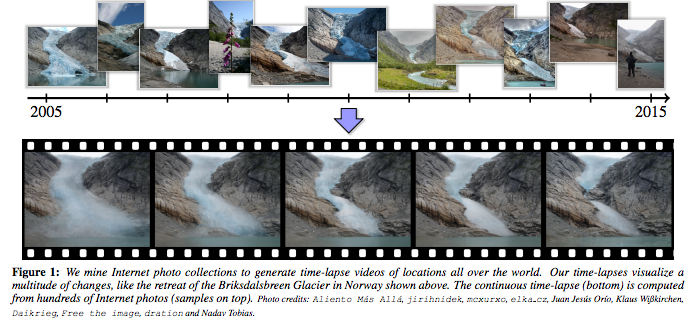 2005
2015
Figure 1: We mine Internet photo collections to generate time-lapse videos of locations all over the world. Our time-lapses visualize a
multitude of changes, like the retreat of the Briksdalsbreen Glacier in Norway shown above. The continuous time-lapse (bottom) is computed
from hundreds of Internet photos (samples on top). Photo credits: Aliento Más Allá, jirihnidek, mcxurxo, elka_cz, Juan Jesús Orío, Klaus Wißkirchen,
Daikrieg, Free the image, dration and Nadav Tobias.